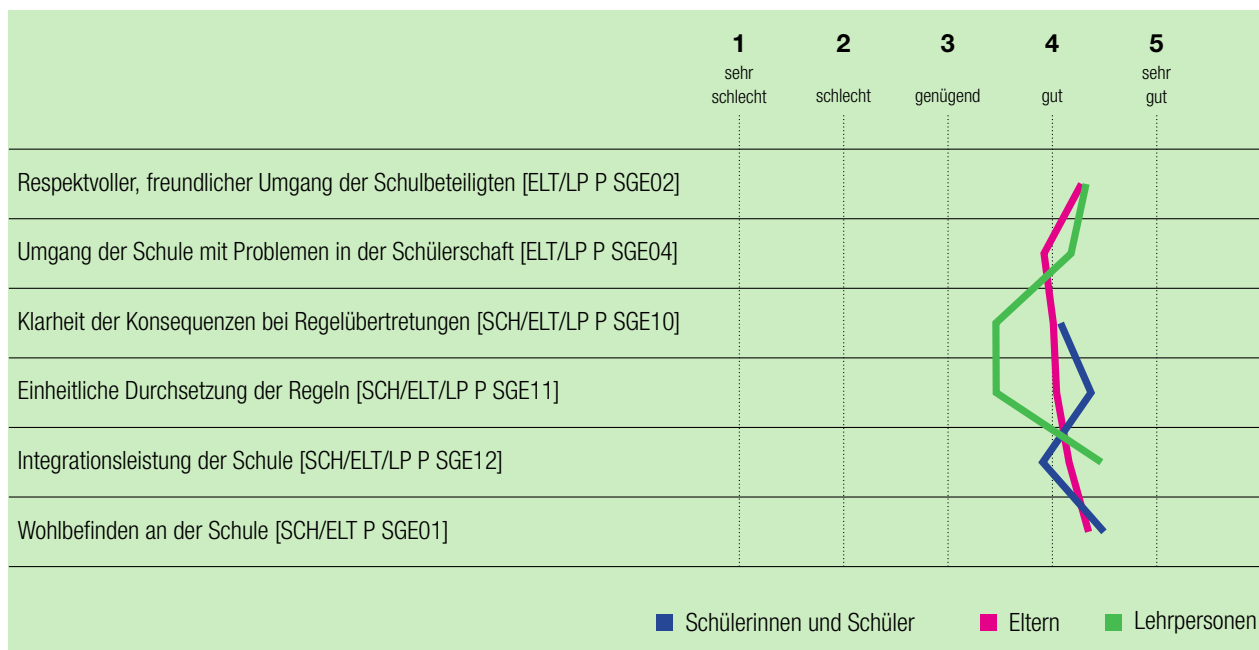 1 2 3 4 5
sehr schlecht schlecht genügend gut sehr gut
Respektvoller, freundlicher Umgang der Schulbeteiligten [ELT/LP P SGE02]
Umgang der Schule mit Problemen in der Schülerschaft [ELT/LP P SGE04]
Klarheit der Konsequenzen bei Regelübertretungen [SCH/ELT/LP P SGE10]
Einheitliche Durchsetzung der Regeln [SCH/ELT/LP P SGE11]
Integrationsleistung der Schule [SCH/ELT/LP P SGE12]
Wohlbefinden an der Schule [SCH/ELT P SGE01]
Schülerinnen und Schüler Eltern Lehrpersonen